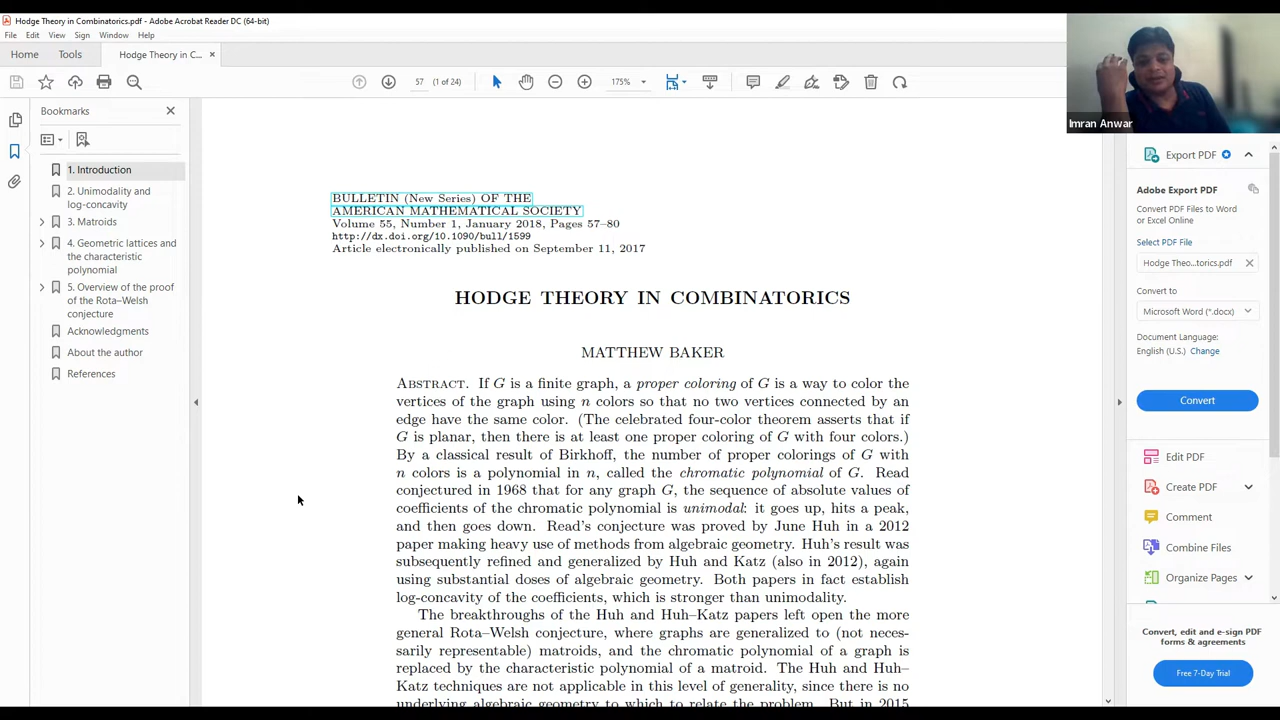 Hodge Theory in Combinatorics.pdf - Adobe Acrobat Reader DC (64-bit)
File Edit View Sign Window Help
Home Tools Hodge Theory in C... ×
57 (1 of 24) 175%
Imran Anwar
Bookmarks
1. Introduction
2. Unimodality and
log-concavity
3. Matroids
4. Geometric lattices and
the characteristic
polynomial
5. Overview of the proof
of the Rota–Welsh
conjecture
Acknowledgments
About the author
References
BULLETIN (New Series) OF THE
AMERICAN MATHEMATICAL SOCIETY
Volume 55, Number 1, January 2018, Pages 57–80
http://dx.doi.org/10.1090/bull/1599
Article electronically published on September 11, 2017
HODGE THEORY IN COMBINATORICS
MATTHEW BAKER
Abstract. If G is a finite graph, a proper coloring of G is a way to color the
vertices of the graph using n colors so that no two vertices connected by an
edge have the same color. (The celebrated four-color theorem asserts that if
G is planar, then there is at least one proper coloring of G with four colors.)
By a classical result of Birkhoff, the number of proper colorings of G with
n colors is a polynomial in n, called the chromatic polynomial of G. Read
conjectured in 1968 that for any graph G, the sequence of absolute values of
coefficients of the chromatic polynomial is unimodal: it goes up, hits a peak,
and then goes down. Read's conjecture was proved by June Huh in a 2012
paper making heavy use of methods from algebraic geometry. Huh's result was
subsequently refined and generalized by Huh and Katz (also in 2012), again
using substantial doses of algebraic geometry. Both papers in fact establish
log-concavity of the coefficients, which is stronger than unimodality.
The breakthroughs of the Huh and Huh–Katz papers left open the more
general Rota–Welsh conjecture, where graphs are generalized to (not neces-
sarily representable) matroids, and the chromatic polynomial of a graph is
replaced by the characteristic polynomial of a matroid. The Huh and Huh–
Katz techniques are not applicable in this level of generality, since there is no
underlying algebraic geometry to which to relate the problem. But in 2015
Export PDF
Adobe Export PDF
Convert PDF Files to Word
or Excel Online
Select PDF File
Hodge Theo...torics.pdf
Convert to
Microsoft Word (*.docx)
Document Language:
English (U.S.) Change
Convert
Edit PDF
Create PDF
Comment
Combine Files
Organize Pages
Convert, edit and e-sign PDF
forms & agreements
Free 7-Day Trial